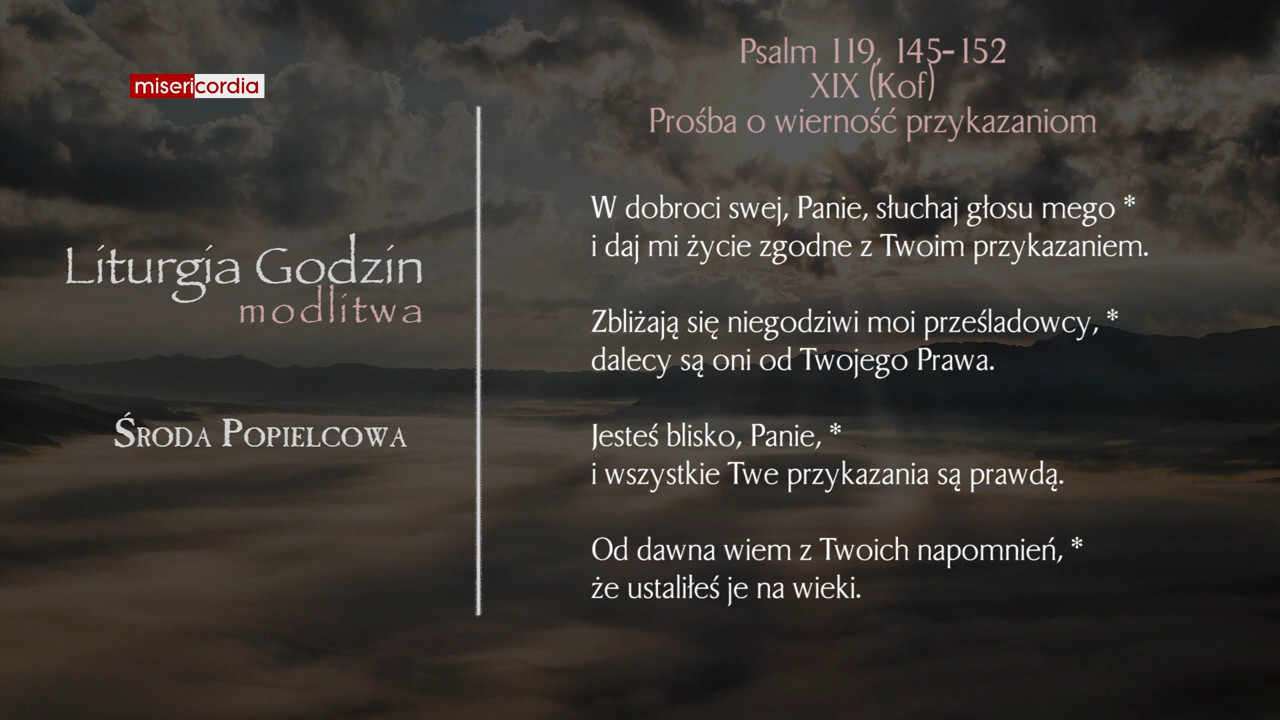 misericordia
Liturgia Godzin
modlitwa
Środa Popielcowa
Psalm 119, 145-152
XIX (Kof)
Prośba o wierność przykazaniom
W dobroci swej, Panie, słuchaj głosu mego *
i daj mi życie zgodne z Twoim przykazaniem.
Zbliżają się niegodziwi moi prześladowcy, *
dalecy są oni od Twojego Prawa.
Jesteś blisko, Panie, *
i wszystkie Twe przykazania są prawdą.
Od dawna wiem z Twoich napomnień, *
że ustaliłeś je na wieki.